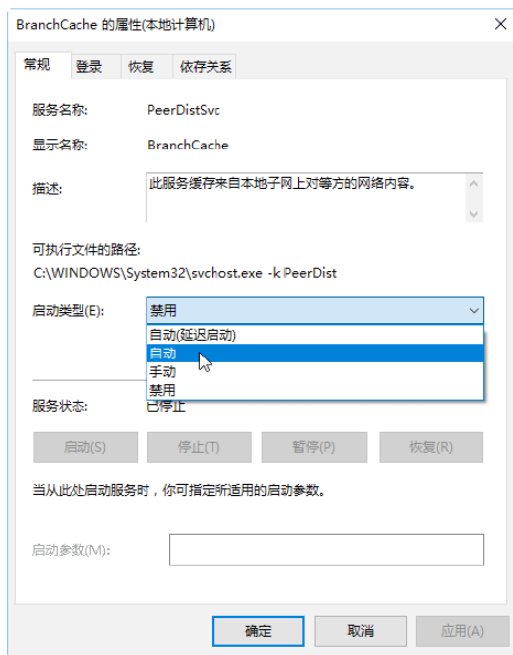 BranchCache 的属性(本地计算机)
常规 登录 恢复 依存关系
服务名称: PeerDistSvc
显示名称: BranchCache
描述: 此服务缓存来自本地子网上对等方的网络内容。
可执行文件的路径:
C:\WINDOWS\System32\svchost.exe -k PeerDist
启动类型(E): 禁用
自动(延迟启动)
自动
手动
禁用
服务状态: 已停止
启动(S) 停止(T) 暂停(P) 恢复(R)
当从此处启动服务时，你可指定所适用的启动参数。
启动参数(M):
确定 取消 应用(A)